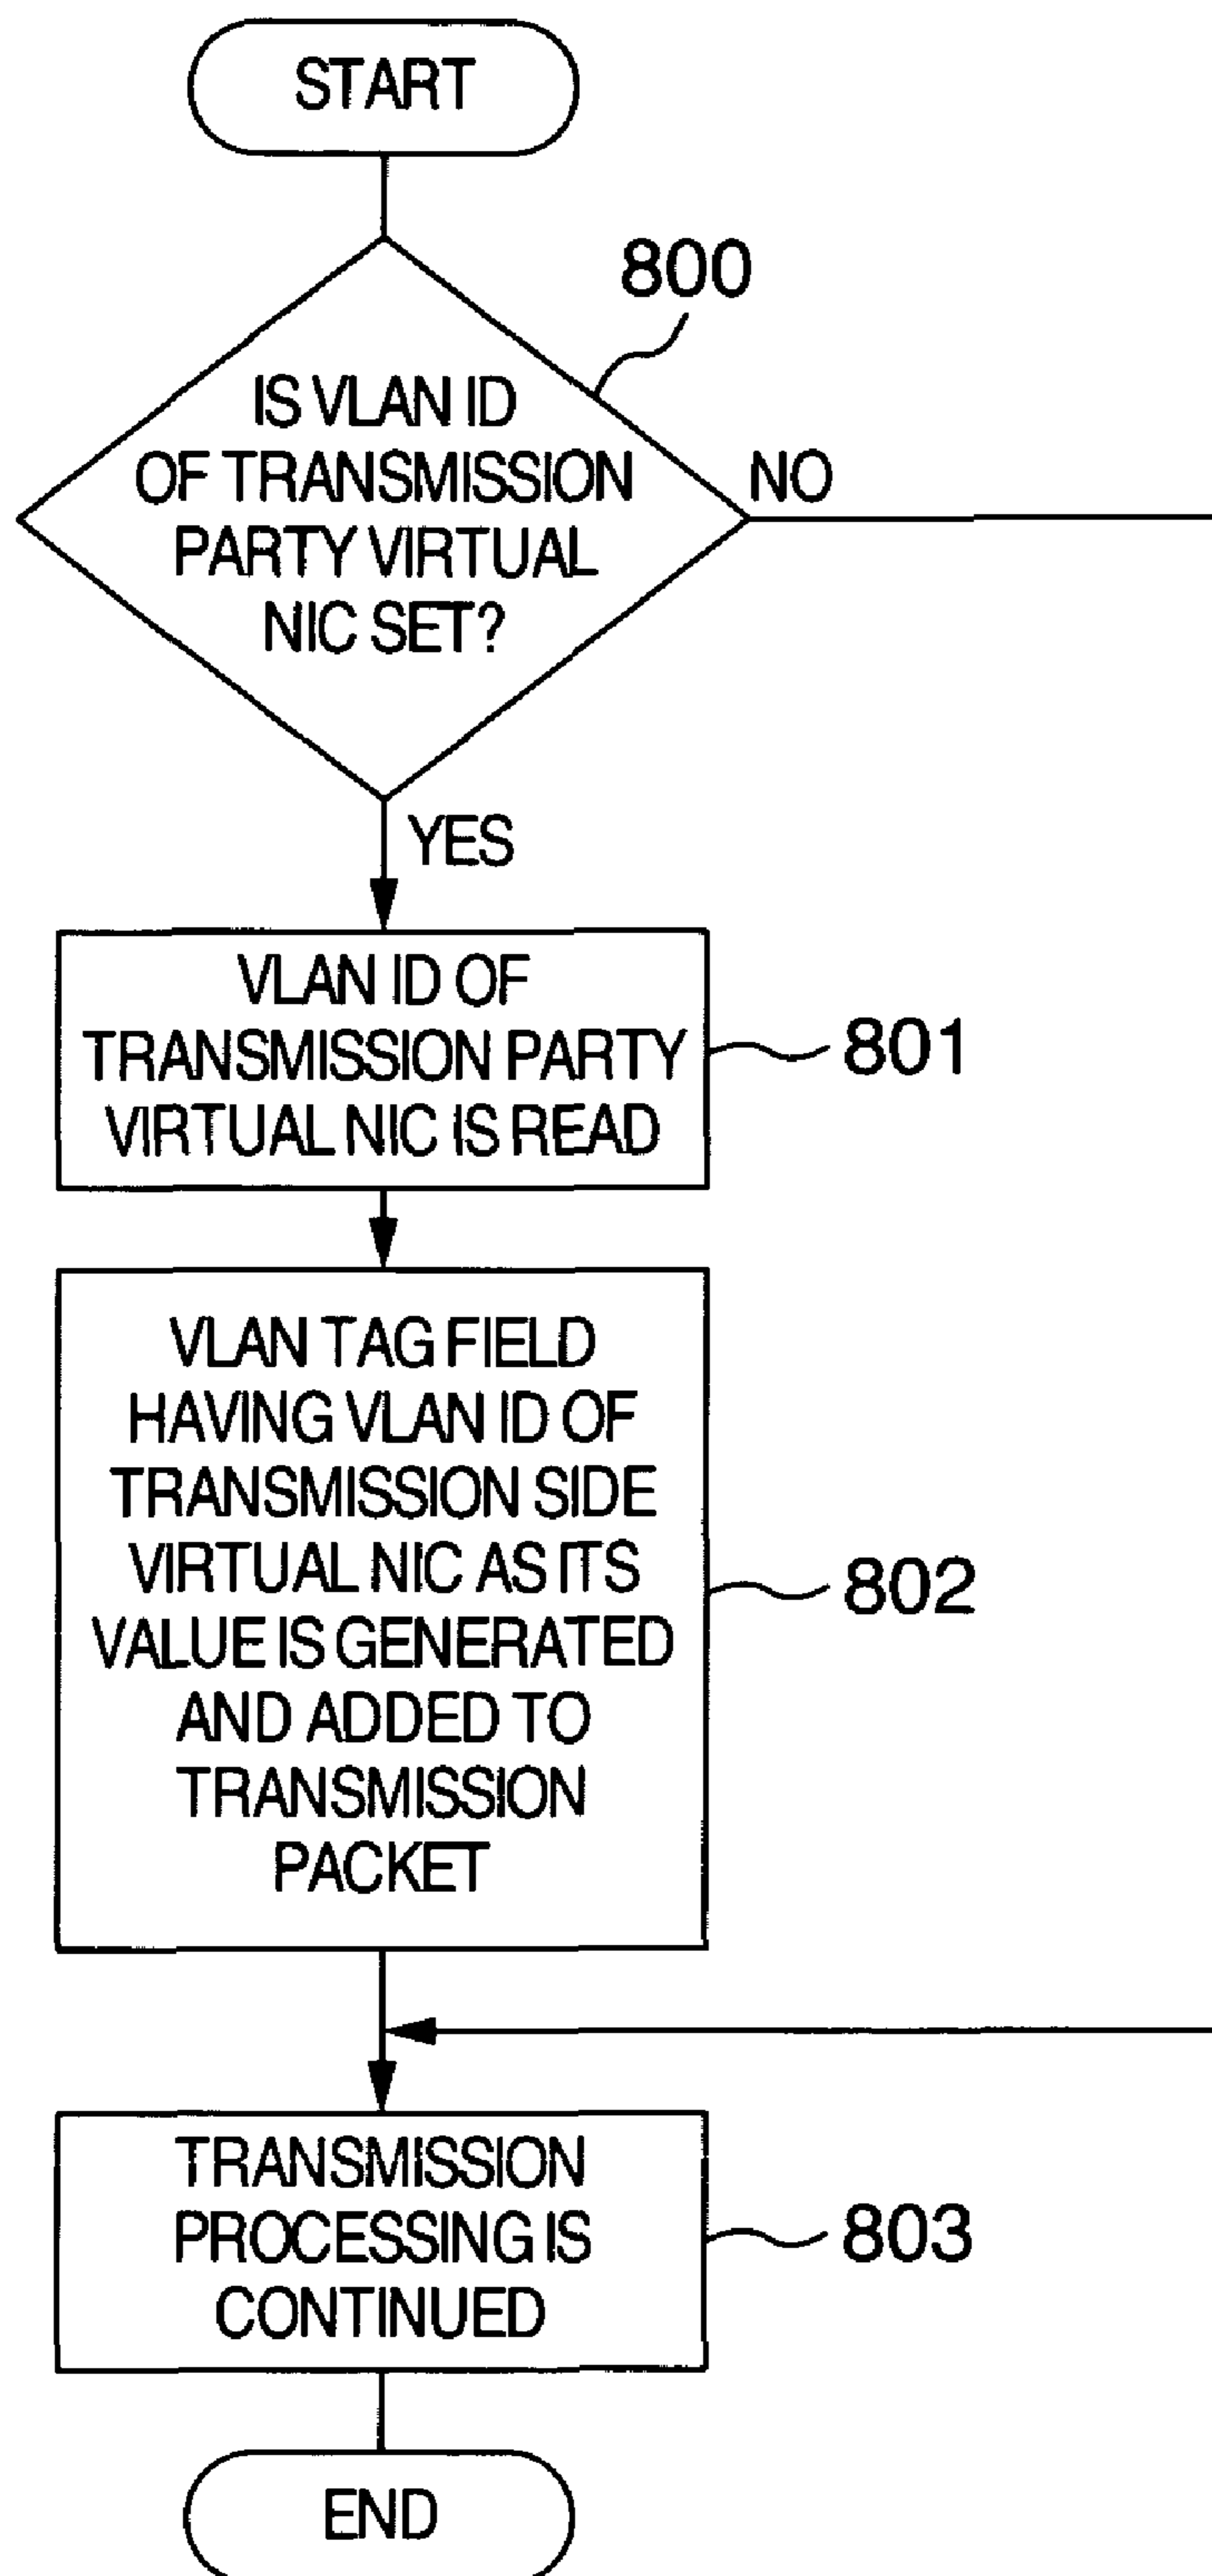 START
800
IS VLAN ID
OF TRANSMISSION
PARTY VIRTUAL
NIC SET?
NO
YES
VLAN ID OF
TRANSMISSION PARTY
VIRTUAL NIC IS READ
801
VLAN TAG FIELD
HAVING VLAN ID OF
TRANSMISSION SIDE
VIRTUAL NIC AS ITS
VALUE IS GENERATED
AND ADDED TO
TRANSMISSION
PACKET
802
TRANSMISSION
PROCESSING IS
CONTINUED
803
END